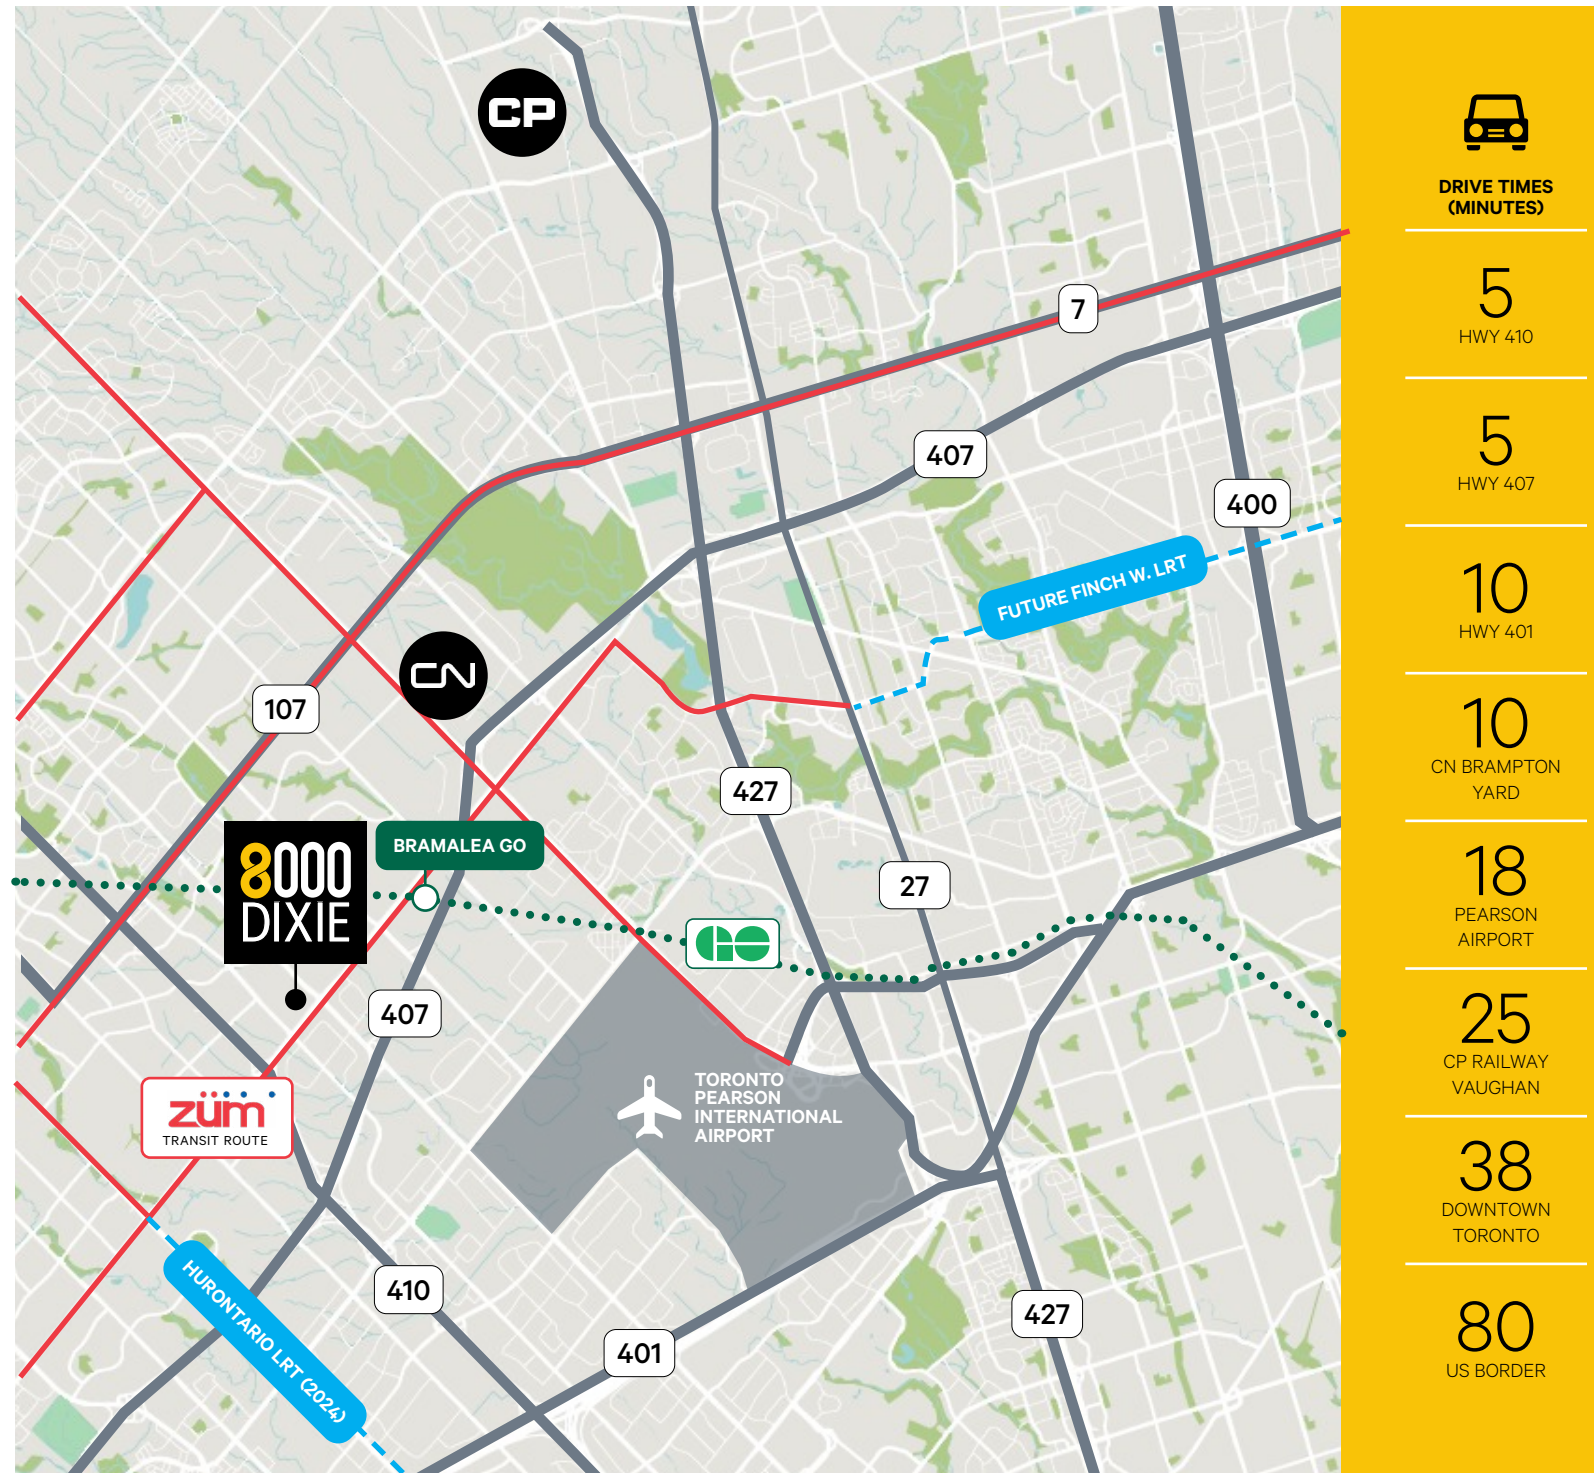 CP
7
407
400
FUTURE FINCH W. LRT
CN
107
427
8000
DIXIE
BRAMALEA GO
27
GO
407
TORONTO
PEARSON
INTERNATIONAL
AIRPORT
züm
TRANSIT ROUTE
HURONTARIO LRT (2024)
410
401
427
DRIVE TIMES
(MINUTES)
5
HWY 410
5
HWY 407
10
HWY 401
10
CN BRAMPTON
YARD
18
PEARSON
AIRPORT
25
CP RAILWAY
VAUGHAN
38
DOWNTOWN
TORONTO
80
US BORDER